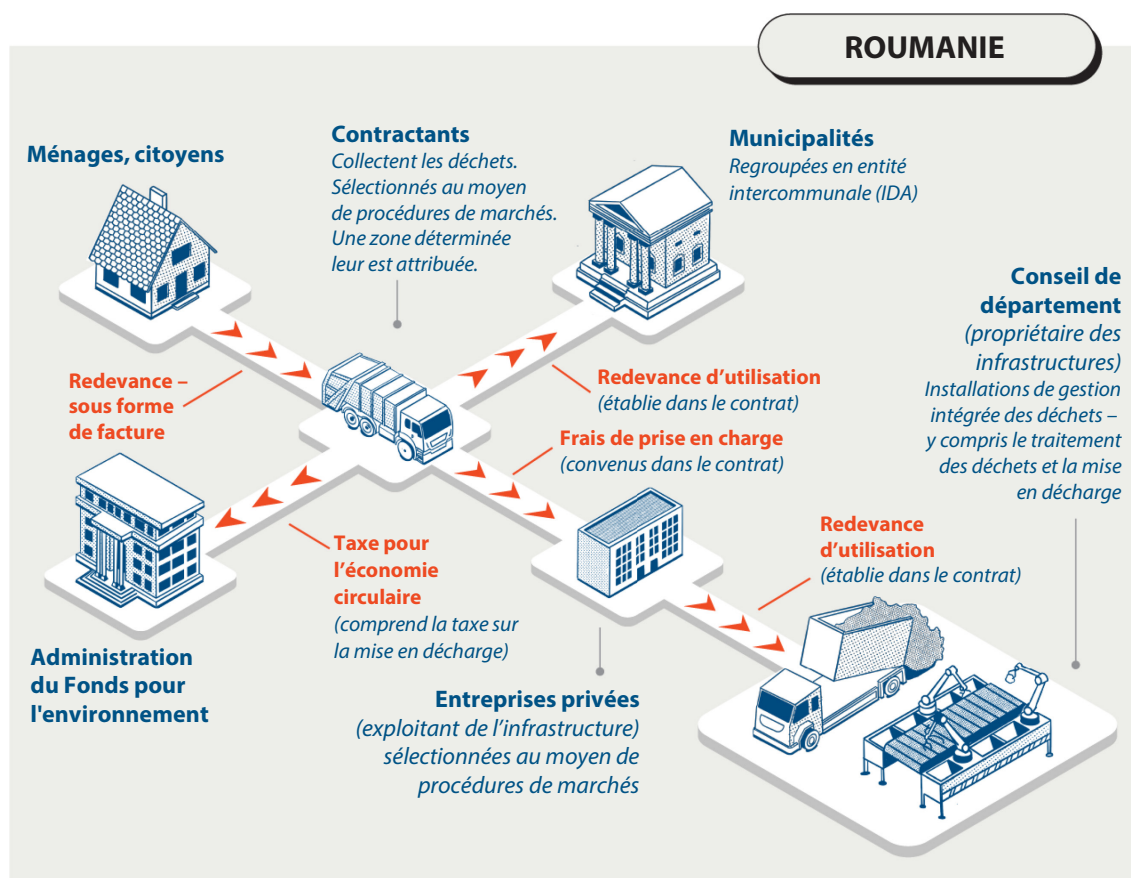 ROUMANIE
Ménages, citoyens
Contractants
Collectent les déchets.
Sélectionnés au moyen
de procédures de marchés.
Une zone déterminée
leur est attribuée.
Municipalités
Regroupées en entité
intercommunale (IDA)
Conseil de
département
(propriétaire des
infrastructures)
Installations de gestion
intégrée des déchets –
y compris le traitement
des déchets et la mise
en décharge
Redevance –
sous forme
de facture
Redevance d’utilisation
(établie dans le contrat)
Frais de prise en charge
(convenus dans le contrat)
Redevance
d’utilisation
(établie dans le contrat)
Taxe pour
l’économie
circulaire
(comprend la taxe sur
la mise en décharge)
Administration
du Fonds pour
l'environnement
Entreprises privées
(exploitant de l’infrastructure)
sélectionnées au moyen de
procédures de marchés